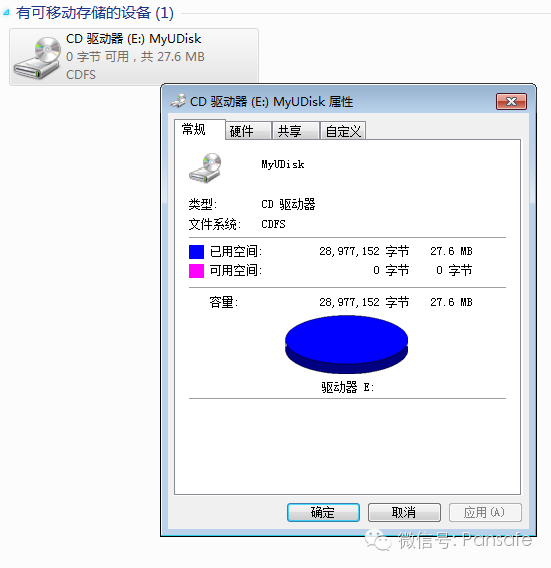 有可移动存储的设备 (1)
CD 驱动器 (E:) MyUDisk
0 字节 可用，共 27.6 MB
CDFS
CD 驱动器 (E:) MyUDisk 属性
常规 硬件 共享 自定义
MyUDisk
类型: CD 驱动器
文件系统: CDFS
已用空间: 28,977,152 字节 27.6 MB
可用空间: 0 字节 0 字节
容量: 28,977,152 字节 27.6 MB
驱动器 E:
确定 取消 应用(A)
微信号: Pansafe